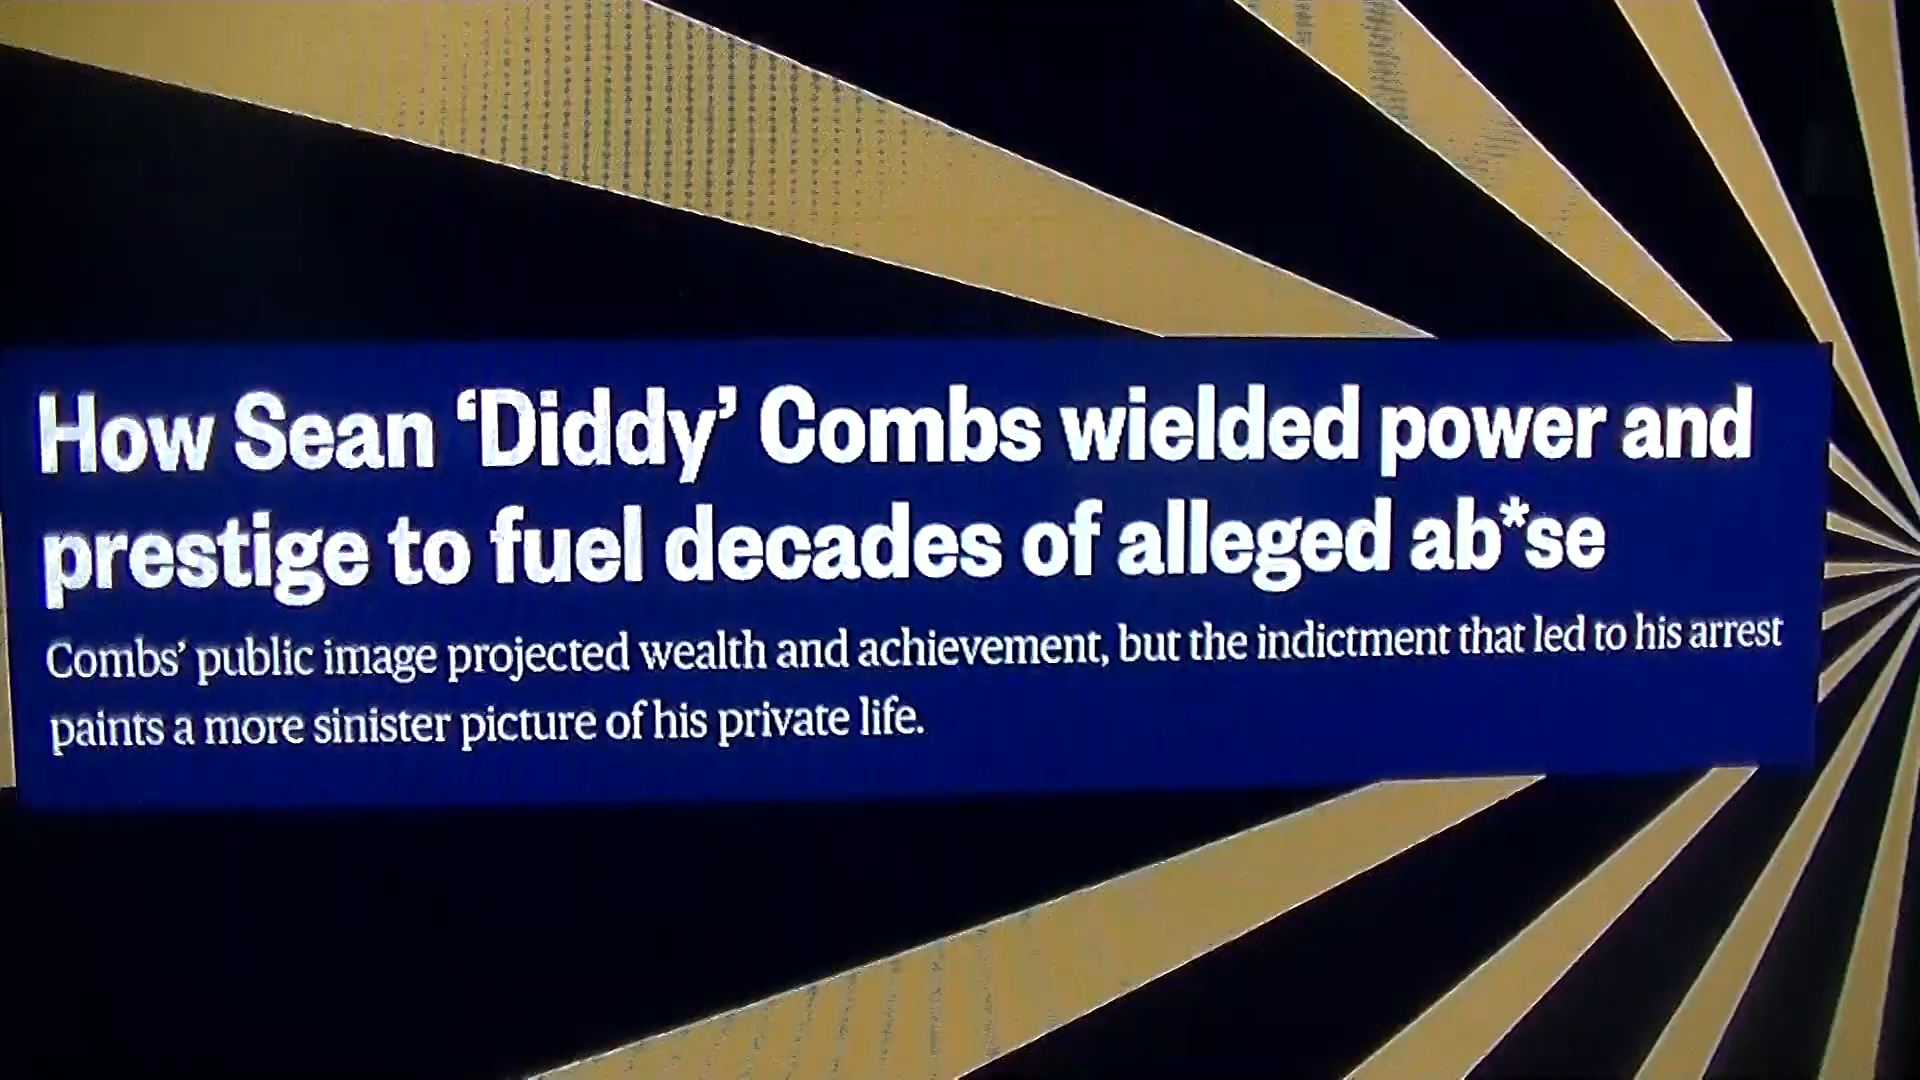 How Sean ‘Diddy’ Combs wielded power and
prestige to fuel decades of alleged ab*se
Combs’ public image projected wealth and achievement, but the indictment that led to his arrest
paints a more sinister picture of his private life.